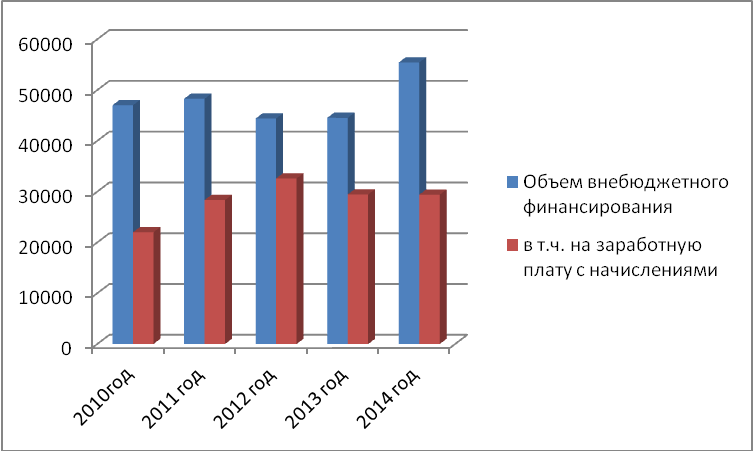 60000
50000
40000
30000
20000
10000
0
2010год
2011 год
2012 год
2013 год
2014 год
Объем внебюджетного
финансирования
в т.ч. на заработную
плату с начислениями